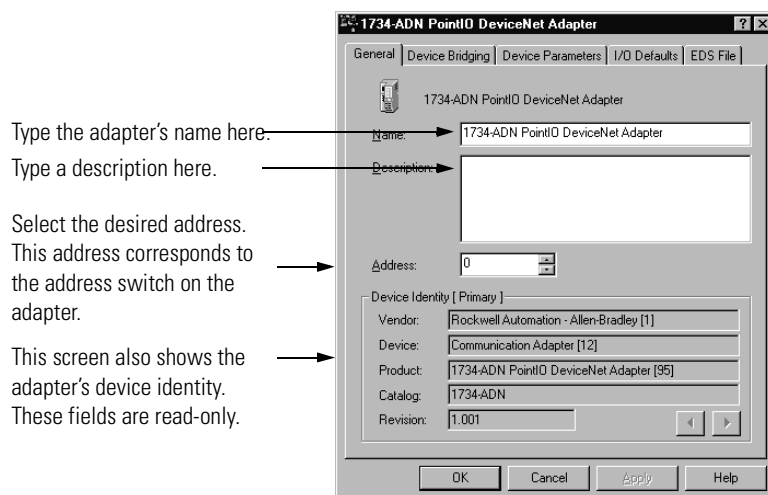 1734-ADN PointIO DeviceNet Adapter
General Device Bridging Device Parameters I/O Defaults EDS File
1734-ADN PointIO DeviceNet Adapter
Type the adapter's name here.
Name: 1734-ADN PointIO DeviceNet Adapter
Type a description here.
Description:
Select the desired address.
This address corresponds to
the address switch on the
adapter.
Address: 0
Device Identity [ Primary ]
Vendor: Rockwell Automation - Allen-Bradley [1]
Device: Communication Adapter [12]
This screen also shows the
adapter's device identity.
These fields are read-only.
Product: 1734-ADN PointIO DeviceNet Adapter [95]
Catalog: 1734-ADN
Revision: 1.001
OK Cancel Apply Help